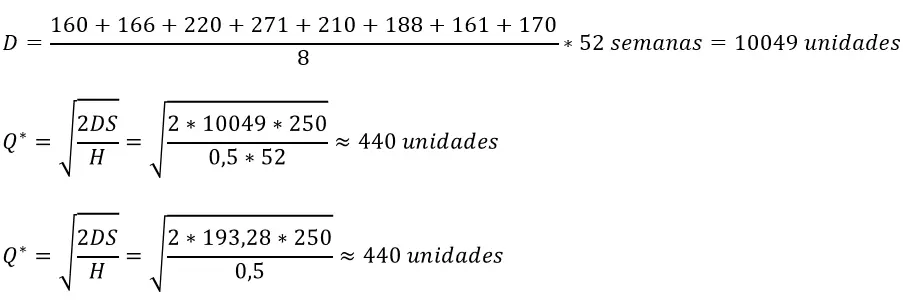 D = (160 + 166 + 220 + 271 + 210 + 188 + 161 + 170) / 8 * 52 semanas = 10049 unidades
Q* = √(2DS / H) = √(2 * 10049 * 250 / 0,5 * 52) ≈ 440 unidades
Q* = √(2DS / H) = √(2 * 193,28 * 250 / 0,5) ≈ 440 unidades